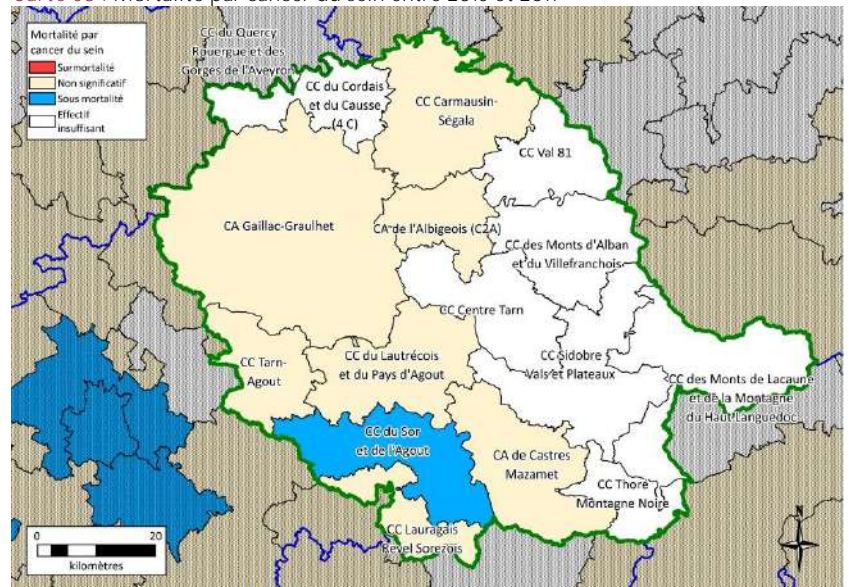 Mortalité par
cancer du sein
Surmortalité
Non significatif
Sous mortalité
Effectif
insuffisant
CC du Quercy
Rouergue et des
Gorges de l'Aveyron
CC du Cordais
et du Causse
(4 C)
CC Carmausin-
Ségala
CC Val 81
CA Gaillac-Graulhet
CA de l'Albigeois (C2A)
CC des Monts d'Alban
et du Villefranchois
CC Centre Tarn
CC Tarn-
Agout
CC du Lautrécois
et du Pays d'Agout
CC Sidobre
Vals et Plateaux
CC des Monts de Lacaune
et de la Montagne
du Haut Languedoc
CC du Sor
et de l'Agout
CA de Castres
Mazamet
CC Thoré
Montagne Noire
CC Lauragais
Revel Sorezois
0 20
kilomètres
N